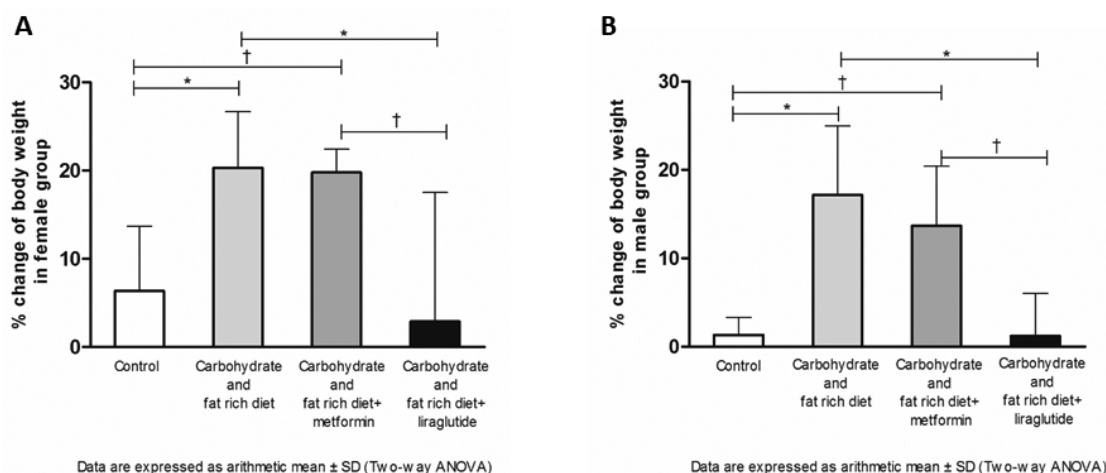 A
*
†
*
†
30
20
10
0
% change of body weight
in female group
Control
Carbohydrate
and
fat rich diet
Carbohydrate
and
fat rich diet+
metformin
Carbohydrate
and
fat rich diet+
liraglutide
Data are expressed as arithmetic mean ± SD (Two-way ANOVA)
B
*
†
*
†
30
20
10
0
% change of body weight
in male group
Control
Carbohydrate
and
fat rich diet
Carbohydrate
and
fat rich diet+
metformin
Carbohydrate
and
fat rich diet+
liraglutide
Data are expressed as arithmetic mean ± SD (Two-way ANOVA)